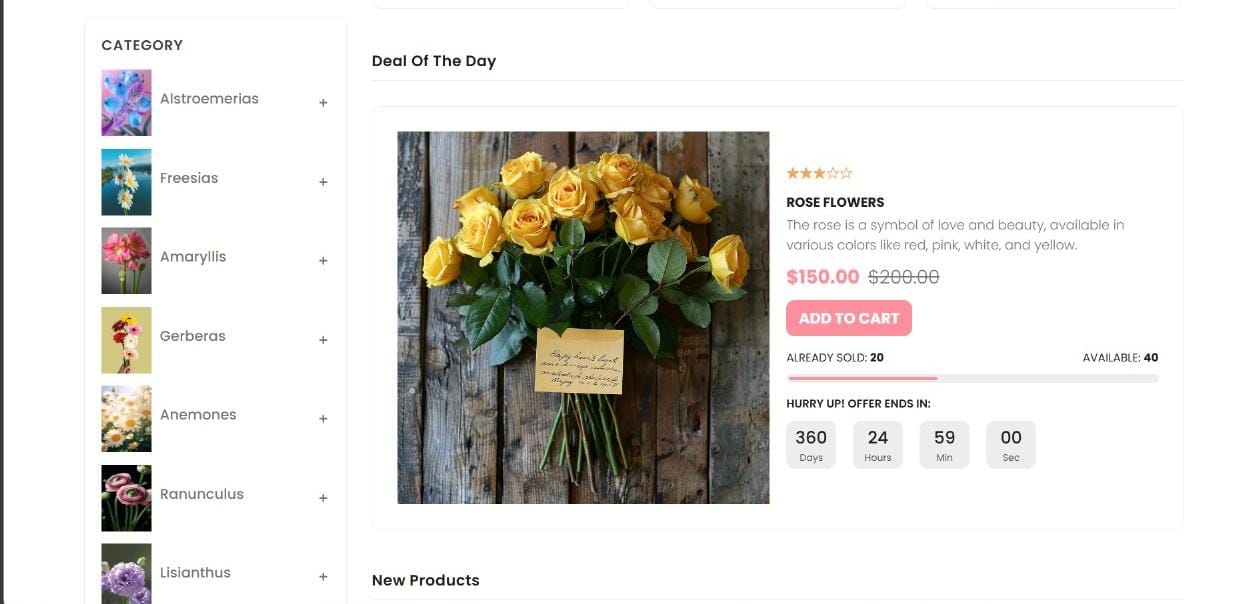 CATEGORY
Alstroemerias
+
Freesias
+
Amaryllis
+
Gerberas
+
Anemones
+
Ranunculus
+
Lisianthus
+
Deal Of The Day
ROSE FLOWERS
The rose is a symbol of love and beauty, available in
various colors like red, pink, white, and yellow.
$150.00 $200.00
ADD TO CART
ALREADY SOLD: 20 AVAILABLE: 40
HURRY UP! OFFER ENDS IN:
360 24 59 00
Days Hours Min Sec
New Products